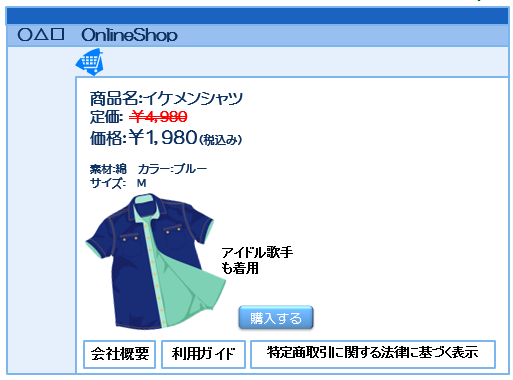 ○△□ OnlineShop
商品名:イケメンシャツ
定価: ￥4,980
価格:￥1,980(税込み)
素材:綿 カラー:ブルー
サイズ: M
アイドル歌手
も着用
購入する
会社概要 利用ガイド 特定商取引に関する法律に基づく表示